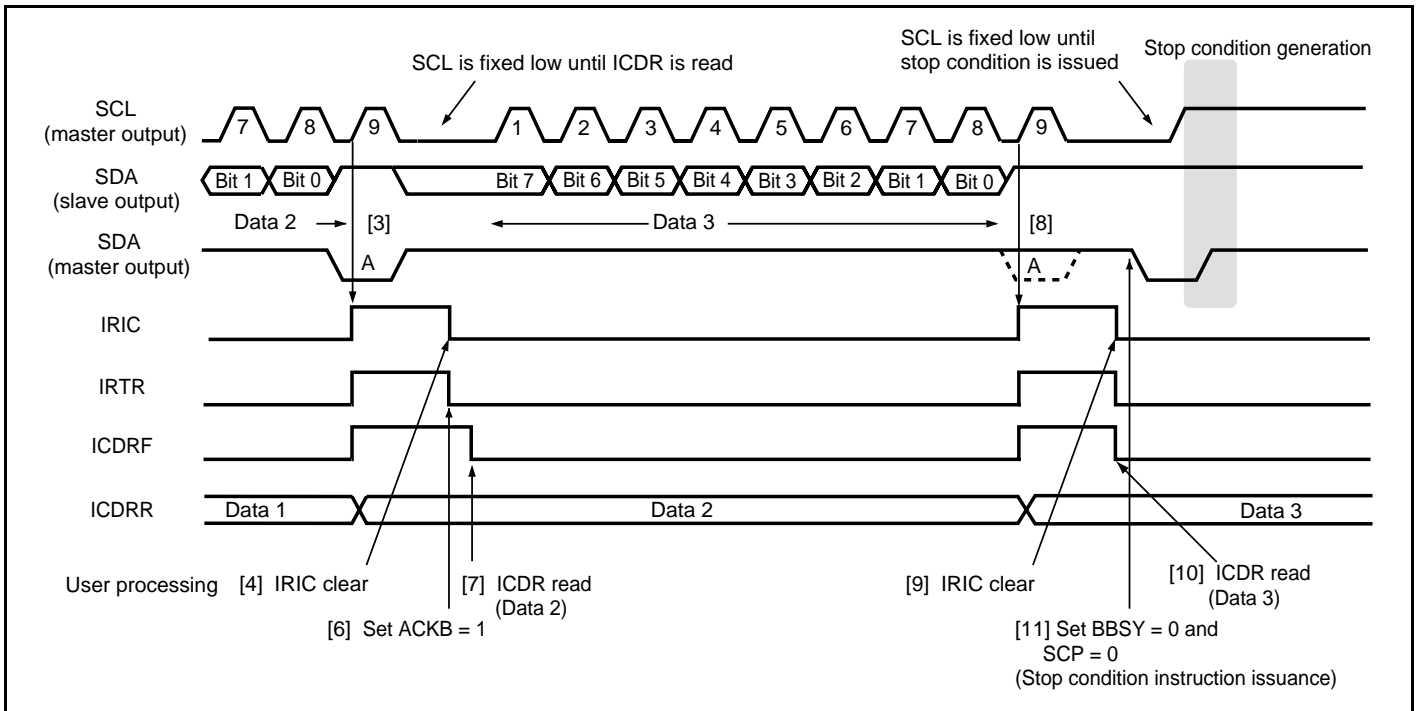 SCL is fixed low until ICDR is read
SCL is fixed low until
stop condition is issued
Stop condition generation
SCL
(master output)
7 8 9 1 2 3 4 5 6 7 8 9
SDA
(slave output)
Bit 1 Bit 0 Bit 7 Bit 6 Bit 5 Bit 4 Bit 3 Bit 2 Bit 1 Bit 0
Data 2 [3] Data 3 [8]
SDA
(master output)
A A
IRIC
IRTR
ICDRF
ICDRR
Data 1 Data 2 Data 3
User processing
[4] IRIC clear
[7] ICDR read
(Data 2)
[6] Set ACKB = 1
[9] IRIC clear
[10] ICDR read
(Data 3)
[11] Set BBSY = 0 and
SCP = 0
(Stop condition instruction issuance)